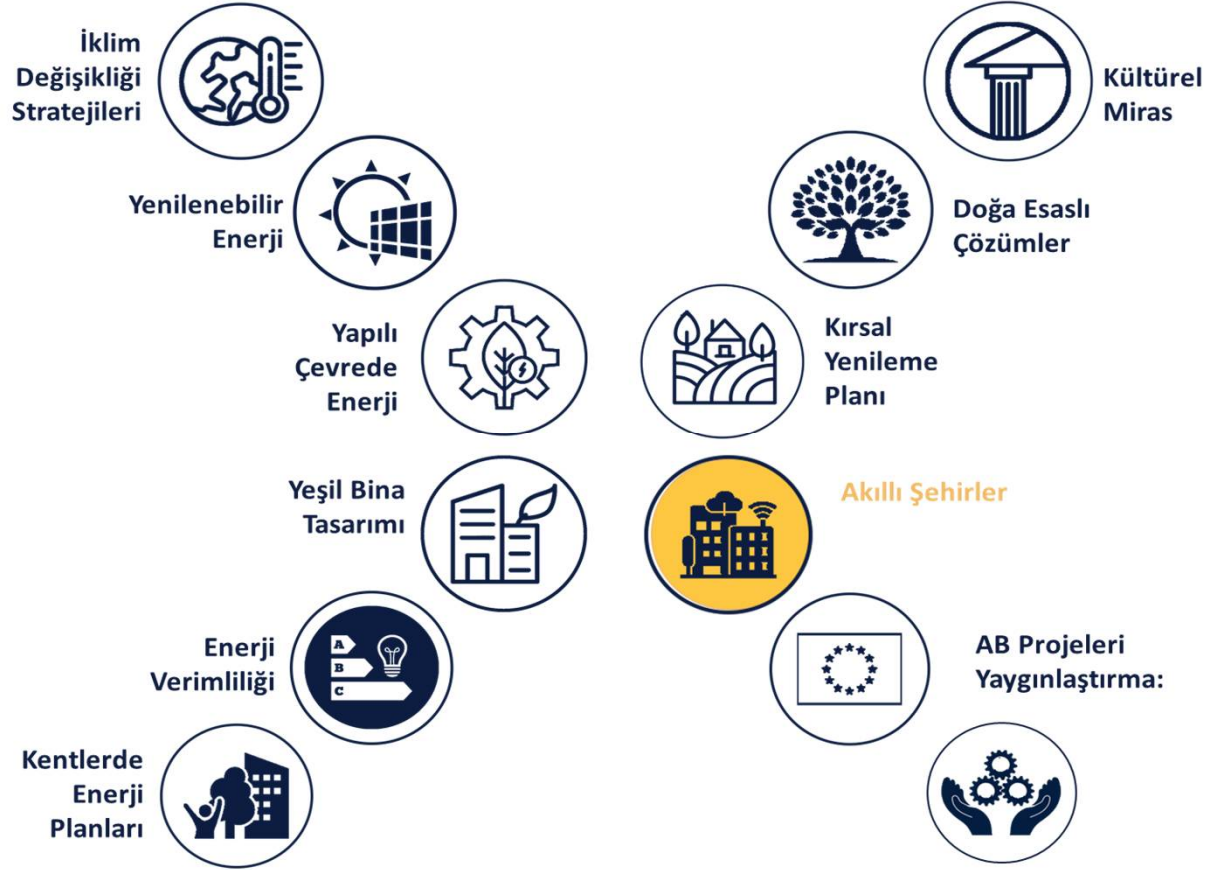 İklim
Değişikliği
Stratejileri
Yenilenebilir
Enerji
Yapılı
Çevrede
Enerji
Yeşil Bina
Tasarımı
Enerji
Verimliliği
A
B
C
Kentlerde
Enerji
Planları
Kültürel
Miras
Doğa Esaslı
Çözümler
Kırsal
Yenileme
Planı
Akıllı Şehirler
AB Projeleri
Yaygınlaştırma: